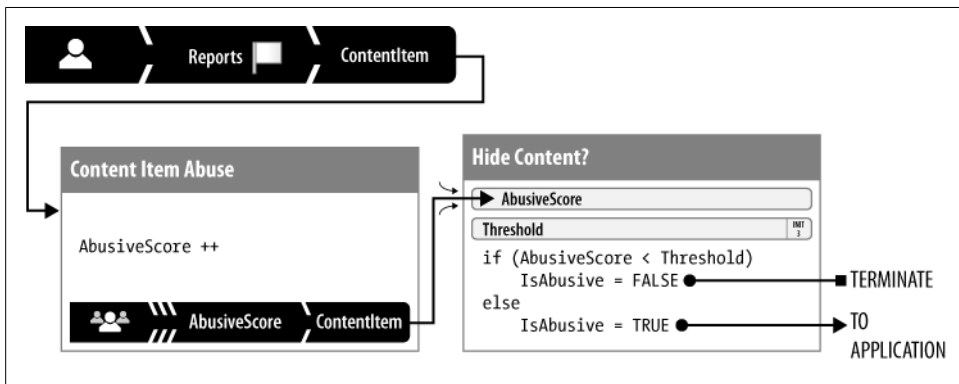 Reports
ContentItem
Content Item Abuse
AbusiveScore ++
AbusiveScore
ContentItem
Hide Content?
AbusiveScore
Threshold
INIT
3
if (AbusiveScore < Threshold)
IsAbusive = FALSE
else
IsAbusive = TRUE
TERMINATE
TO
APPLICATION